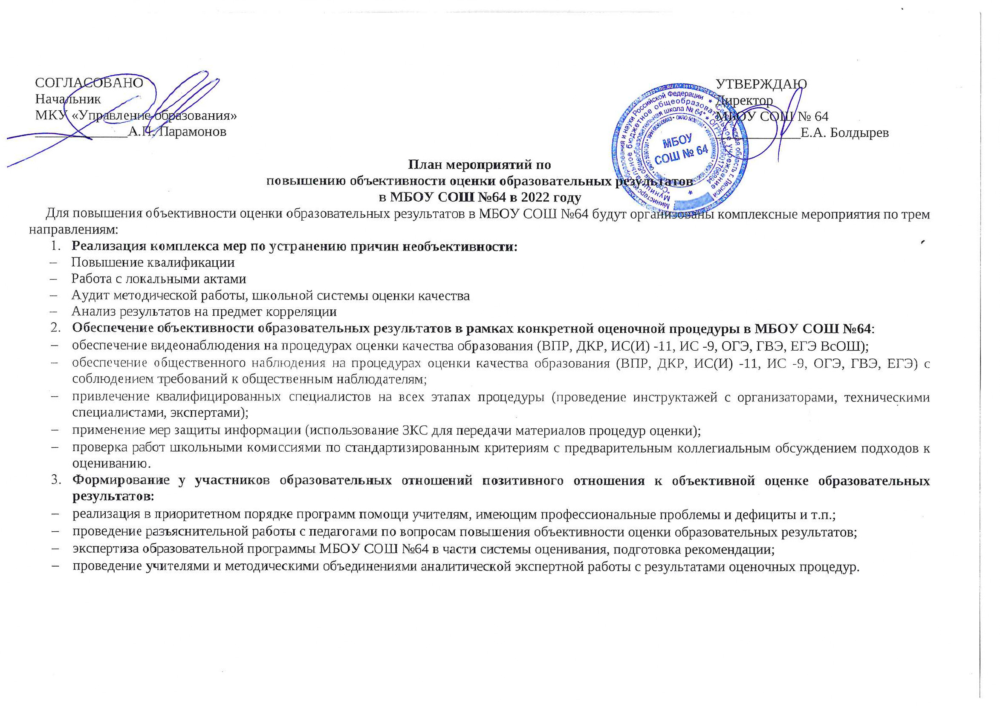 СОГЛАСОВАНО
Начальник
МКУ «Управление образования»
_____________А.П. Парамонов
УТВЕРЖДАЮ
Директор
МБОУ СОШ № 64
____________Е.А. Болдырев
МБОУ
СОШ № 64
План мероприятий по
повышению объективности оценки образовательных результатов
в МБОУ СОШ №64 в 2022 году
Для повышения объективности оценки образовательных результатов в МБОУ СОШ №64 будут организованы комплексные мероприятия по трем
направлениям:
1. Реализация комплекса мер по устранению причин необъективности:
– Повышение квалификации
– Работа с локальными актами
– Аудит методической работы, школьной системы оценки качества
– Анализ результатов на предмет корреляции
2. Обеспечение объективности образовательных результатов в рамках конкретной оценочной процедуры в МБОУ СОШ №64:
– обеспечение видеонаблюдения на процедурах оценки качества образования (ВПР, ДКР, ИС(И) -11, ИС -9, ОГЭ, ГВЭ, ЕГЭ ВсОШ);
– обеспечение общественного наблюдения на процедурах оценки качества образования (ВПР, ДКР, ИС(И) -11, ИС -9, ОГЭ, ГВЭ, ЕГЭ) с
соблюдением требований к общественным наблюдателям;
– привлечение квалифицированных специалистов на всех этапах процедуры (проведение инструктажей с организаторами, техническими
специалистами, экспертами);
– применение мер защиты информации (использование ЗКС для передачи материалов процедур оценки);
– проверка работ школьными комиссиями по стандартизированным критериям с предварительным коллегиальным обсуждением подходов к
оцениванию.
3. Формирование у участников образовательных отношений позитивного отношения к объективной оценке образовательных
результатов:
– реализация в приоритетном порядке программ помощи учителям, имеющим профессиональные проблемы и дефициты и т.п.;
– проведение разъяснительной работы с педагогами по вопросам повышения объективности оценки образовательных результатов;
– экспертиза образовательной программы МБОУ СОШ №64 в части системы оценивания, подготовка рекомендации;
– проведение учителями и методическими объединениями аналитической экспертной работы с результатами оценочных процедур.